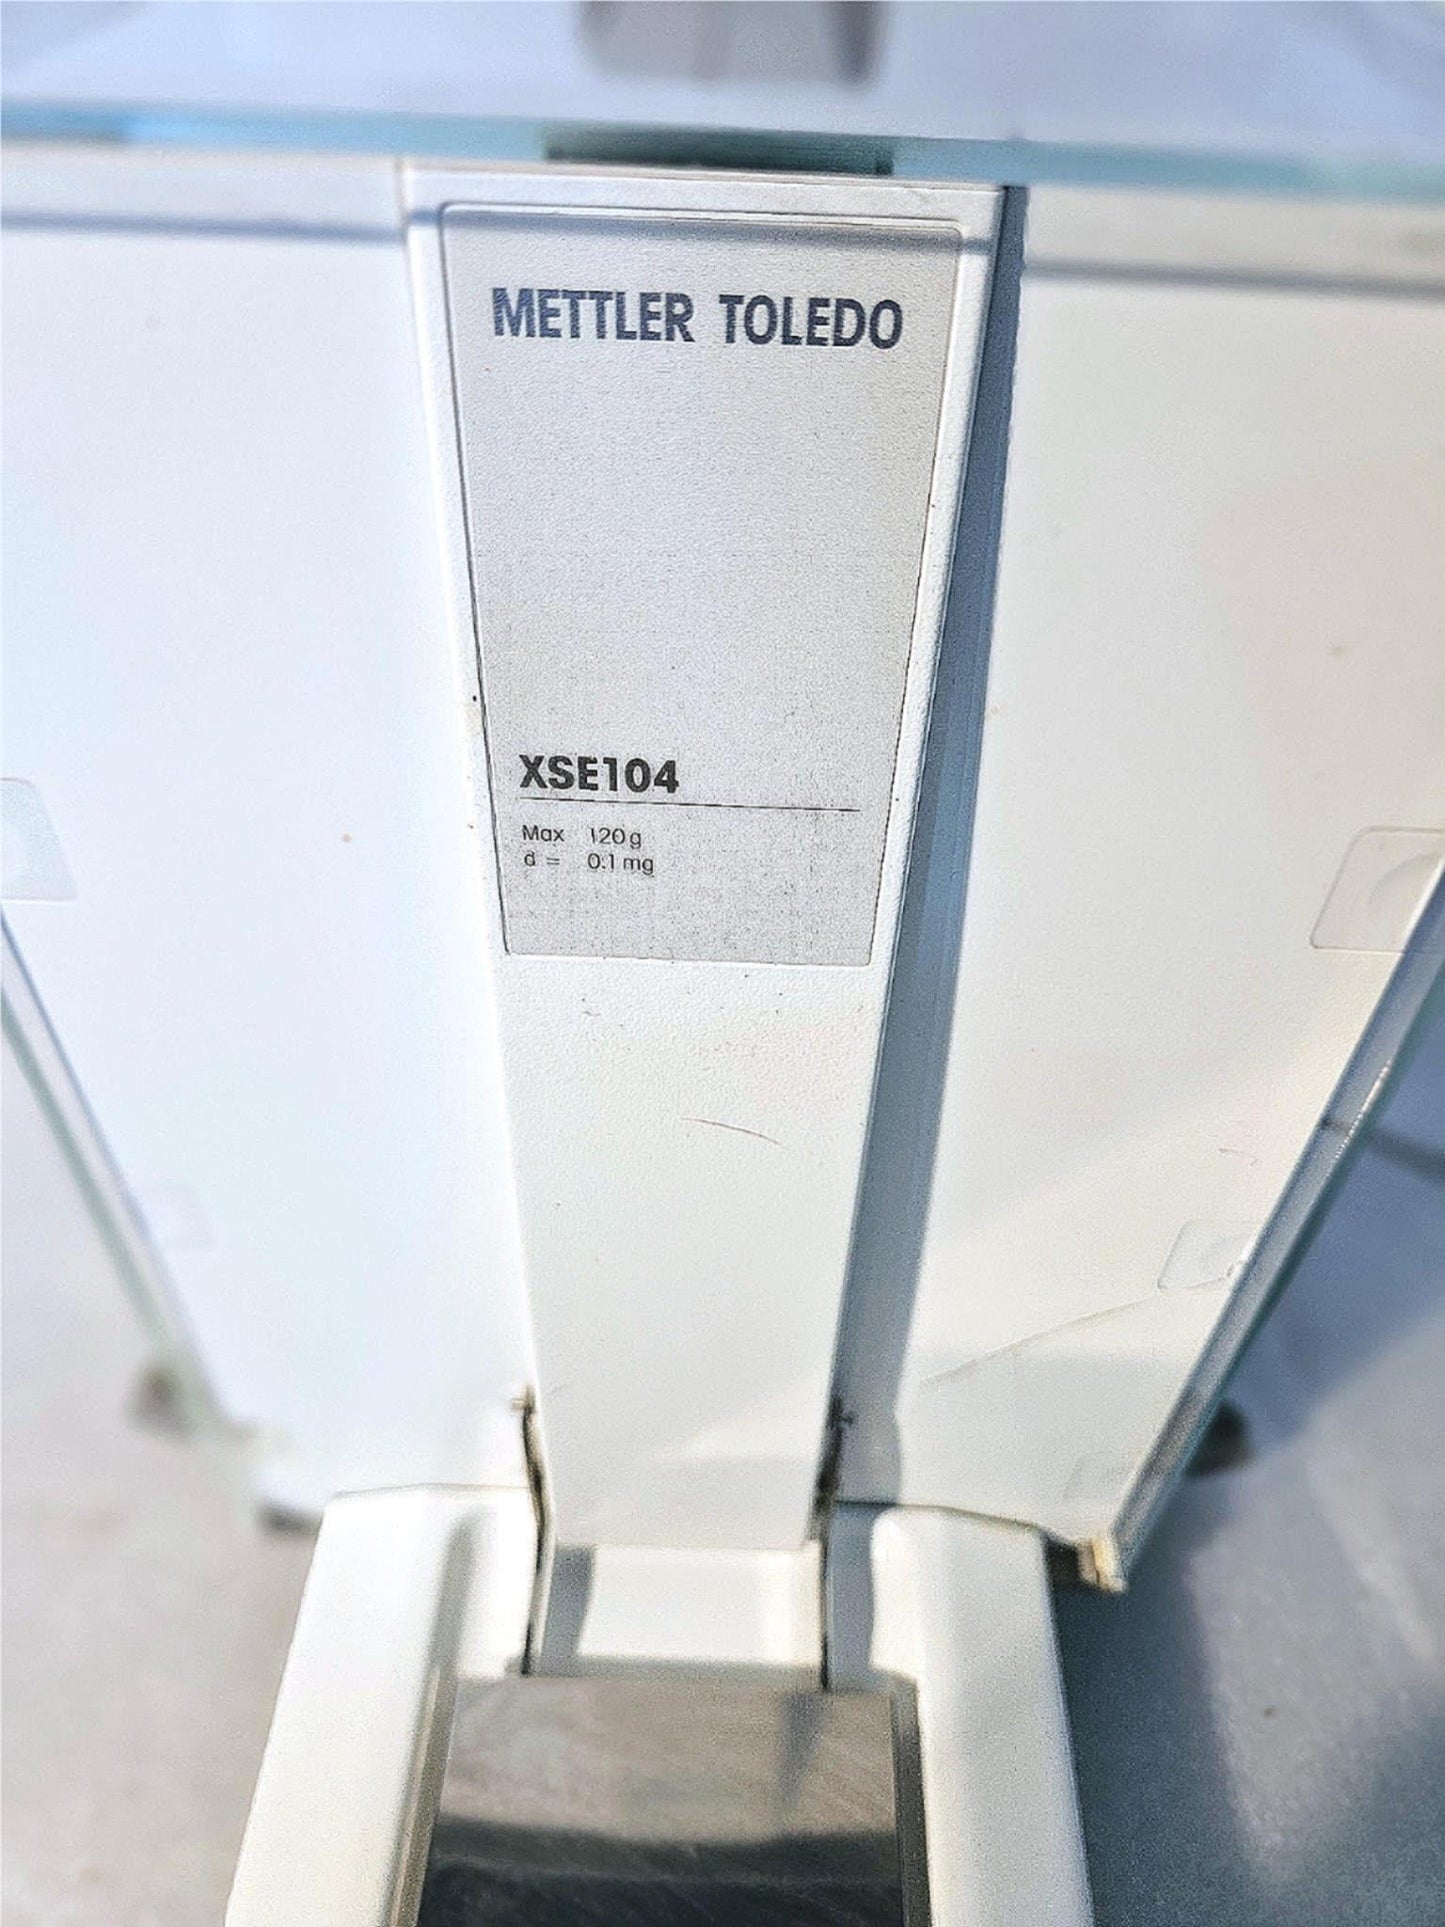 METTLER TOLEDO
XSE104
Max 120 g
d = 0.1 mg